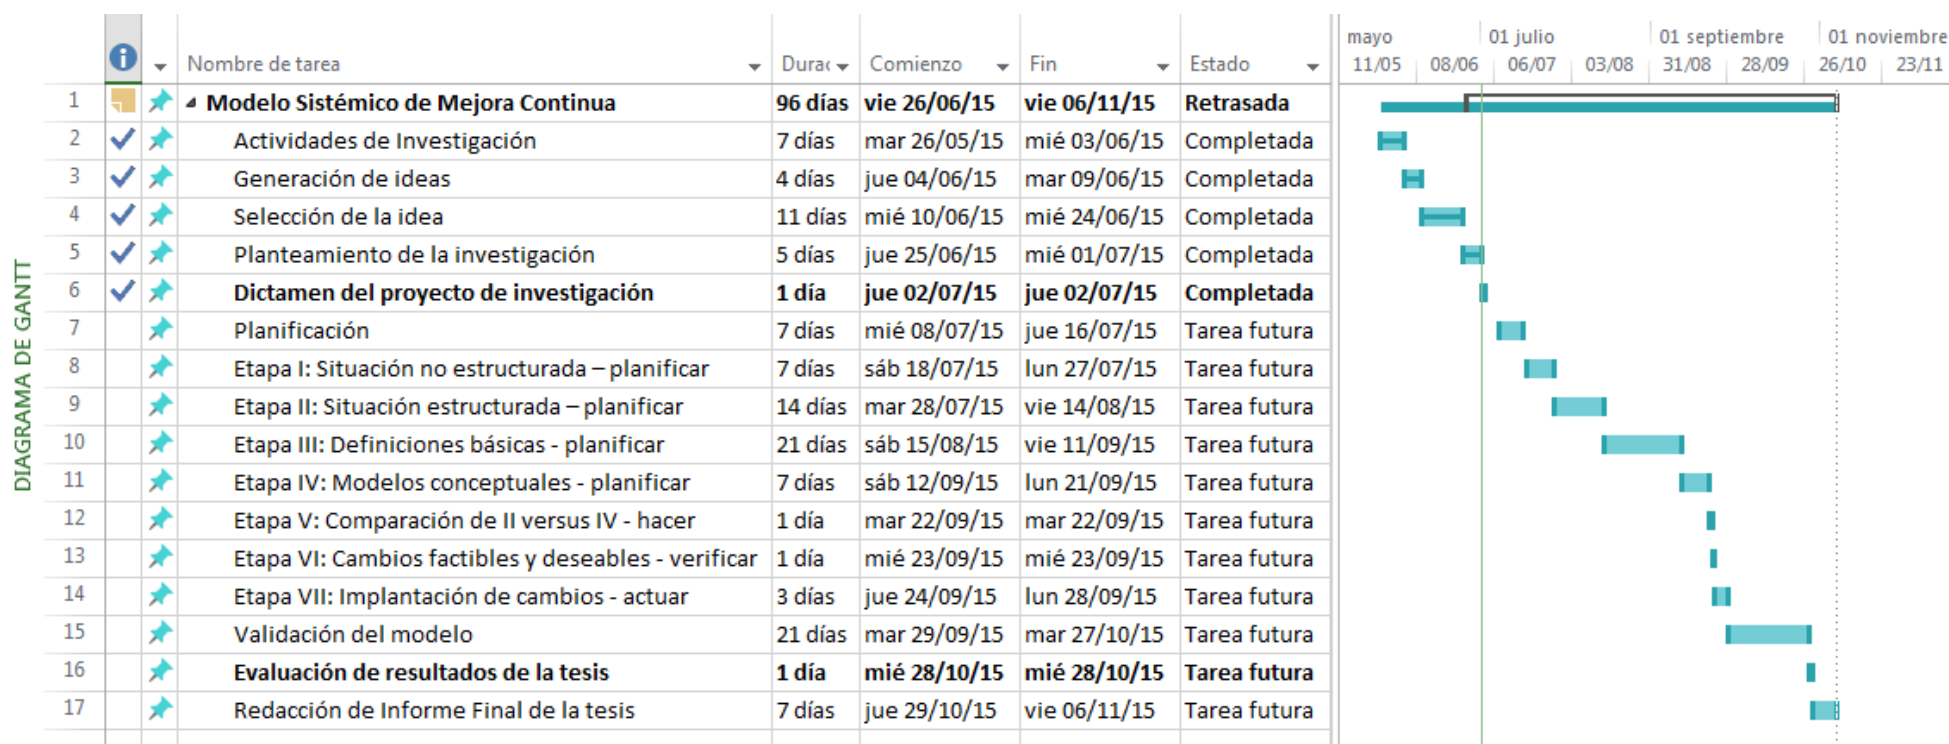 DIAGRAMA DE GANTT
Nombre de tarea Durac Comienzo Fin Estado
mayo 01 julio 01 septiembre 01 noviembre
11/05 08/06 06/07 03/08 31/08 28/09 26/10 23/11
1 Modelo Sistémico de Mejora Continua 96 días vie 26/06/15 vie 06/11/15 Retrasada
2 Actividades de Investigación 7 días mar 26/05/15 mié 03/06/15 Completada
3 Generación de ideas 4 días jue 04/06/15 mar 09/06/15 Completada
4 Selección de la idea 11 días mié 10/06/15 mié 24/06/15 Completada
5 Planteamiento de la investigación 5 días jue 25/06/15 mié 01/07/15 Completada
6 Dictamen del proyecto de investigación 1 día jue 02/07/15 jue 02/07/15 Completada
7 Planificación 7 días mié 08/07/15 jue 16/07/15 Tarea futura
8 Etapa I: Situación no estructurada – planificar 7 días sáb 18/07/15 lun 27/07/15 Tarea futura
9 Etapa II: Situación estructurada – planificar 14 días mar 28/07/15 vie 14/08/15 Tarea futura
10 Etapa III: Definiciones básicas - planificar 21 días sáb 15/08/15 vie 11/09/15 Tarea futura
11 Etapa IV: Modelos conceptuales - planificar 7 días sáb 12/09/15 lun 21/09/15 Tarea futura
12 Etapa V: Comparación de II versus IV - hacer 1 día mar 22/09/15 mar 22/09/15 Tarea futura
13 Etapa VI: Cambios factibles y deseables - verificar 1 día mié 23/09/15 mié 23/09/15 Tarea futura
14 Etapa VII: Implantación de cambios - actuar 3 días jue 24/09/15 lun 28/09/15 Tarea futura
15 Validación del modelo 21 días mar 29/09/15 mar 27/10/15 Tarea futura
16 Evaluación de resultados de la tesis 1 día mié 28/10/15 mié 28/10/15 Tarea futura
17 Redacción de Informe Final de la tesis 7 días jue 29/10/15 vie 06/11/15 Tarea futura